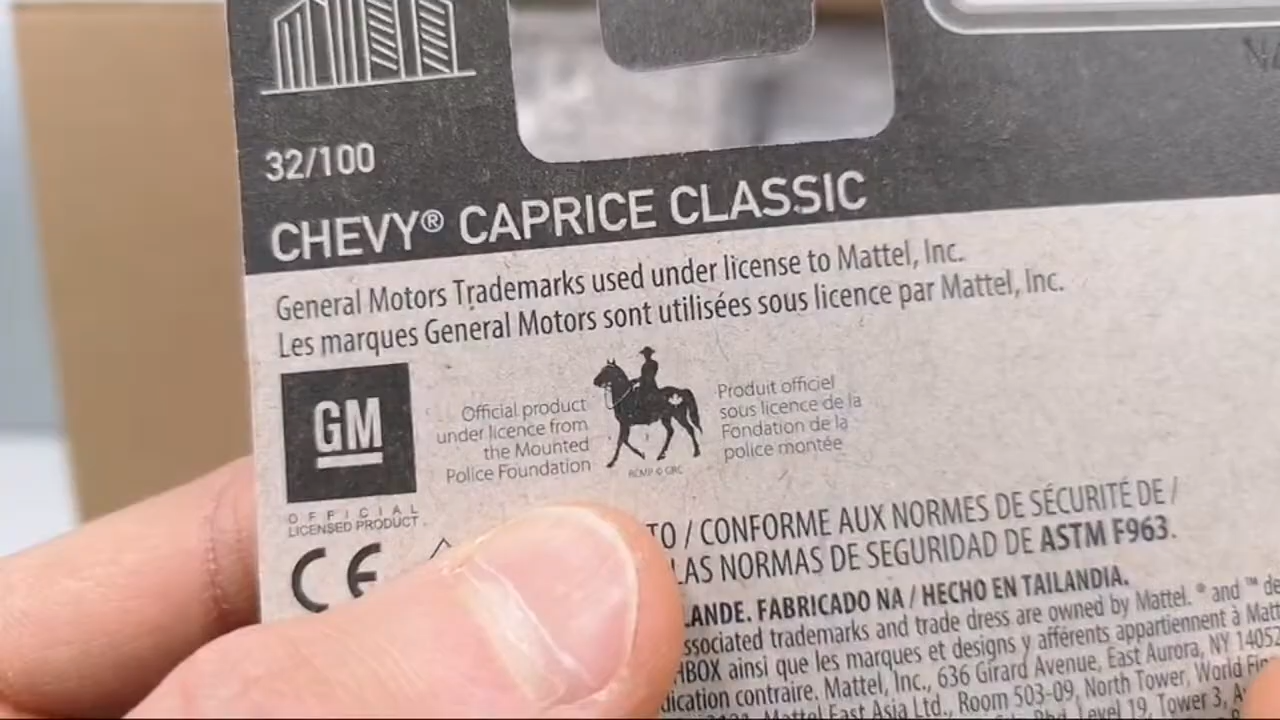 32/100
CHEVY® CAPRICE CLASSIC
General Motors Trademarks used under license to Mattel, Inc.
Les marques General Motors sont utilisées sous licence par Mattel, Inc.
GM
OFFICIAL
LICENSED PRODUCT
Official product
under licence from
the Mounted
Police Foundation
RCMP © GRC
Produit officiel
sous licence de la
Fondation de la
police montée
CE
TO / CONFORME AUX NORMES DE SÉCURITÉ DE /
LAS NORMAS DE SEGURIDAD DE ASTM F963.
LANDE. FABRICADO NA / HECHO EN TAILANDIA.
ssociated trademarks and trade dress are owned by Mattel. ® and ™ de
HBOX ainsi que les marques et designs y afférents appartiennent à Matt
dication contraire. Mattel, Inc., 636 Girard Avenue, East Aurora, NY 14052
Mattel East Asia Ltd., Room 503-09, North Tower, World Fin
Level 19, Tower 3, A